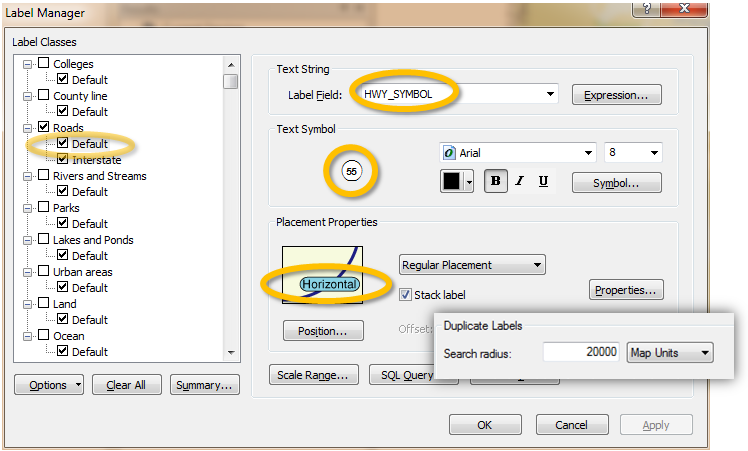 Label Manager
Label Classes
Colleges
Default
County line
Default
Roads
Default
Interstate
Rivers and Streams
Default
Parks
Default
Lakes and Ponds
Default
Urban areas
Default
Land
Default
Ocean
Default
Options
Clear All
Summary...
Text String
Label Field:
HWY_SYMBOL
Expression...
Text Symbol
55
Arial
8
B I U
Symbol...
Placement Properties
Horizontal
Regular Placement
Stack label
Properties...
Position...
Offset:
Duplicate Labels
Search radius:
20000
Map Units
Scale Range...
SQL Query
OK
Cancel
Apply